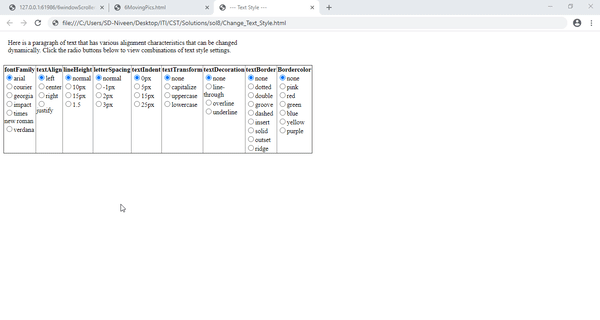 127.0.0.1:61986/8windowScrollin
6MovingPics.html
--- Text Style ---
file:///C:/Users/SD-Niveen/Desktop/ITI/CST/Solutions/sol8/Change_Text_Style.html
Here is a paragraph of text that has various alignment characteristics that can be changed
dynamically. Click the radio buttons below to view combinations of text style settings.
fontFamily textAlign lineHeight letterSpacing textIndent textTransform textDecoration textBorder Bordercolor
arial left normal normal 0px none none none none
courier center 10px -1px 5px capitalize line-through dotted pink
georgia right 15px 2px 15px uppercase overline double red
impact justify 1.5 3px 25px lowercase underline groove green
times new roman dashed blue
verdana insert yellow
solid purple
outset
ridge